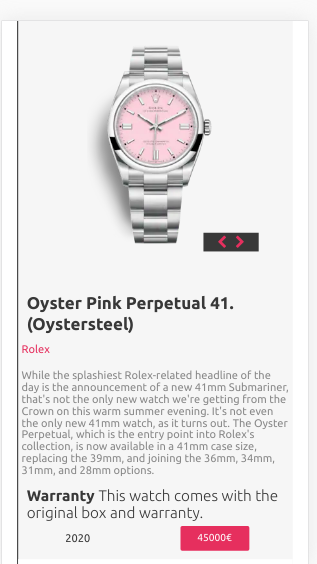 Oyster Pink Perpetual 41.
(Oystersteel)
Rolex
While the splashiest Rolex-related headline of the
day is the announcement of a new 41mm Submariner,
that's not the only new watch we're getting from the
Crown on this warm summer evening. It's not even
the only new 41mm watch, as it turns out. The Oyster
Perpetual, which is the entry point into Rolex's
collection, is now available in a 41mm case size,
replacing the 39mm, and joining the 36mm, 34mm,
31mm, and 28mm options.
Warranty This watch comes with the
original box and warranty.
2020 45000€